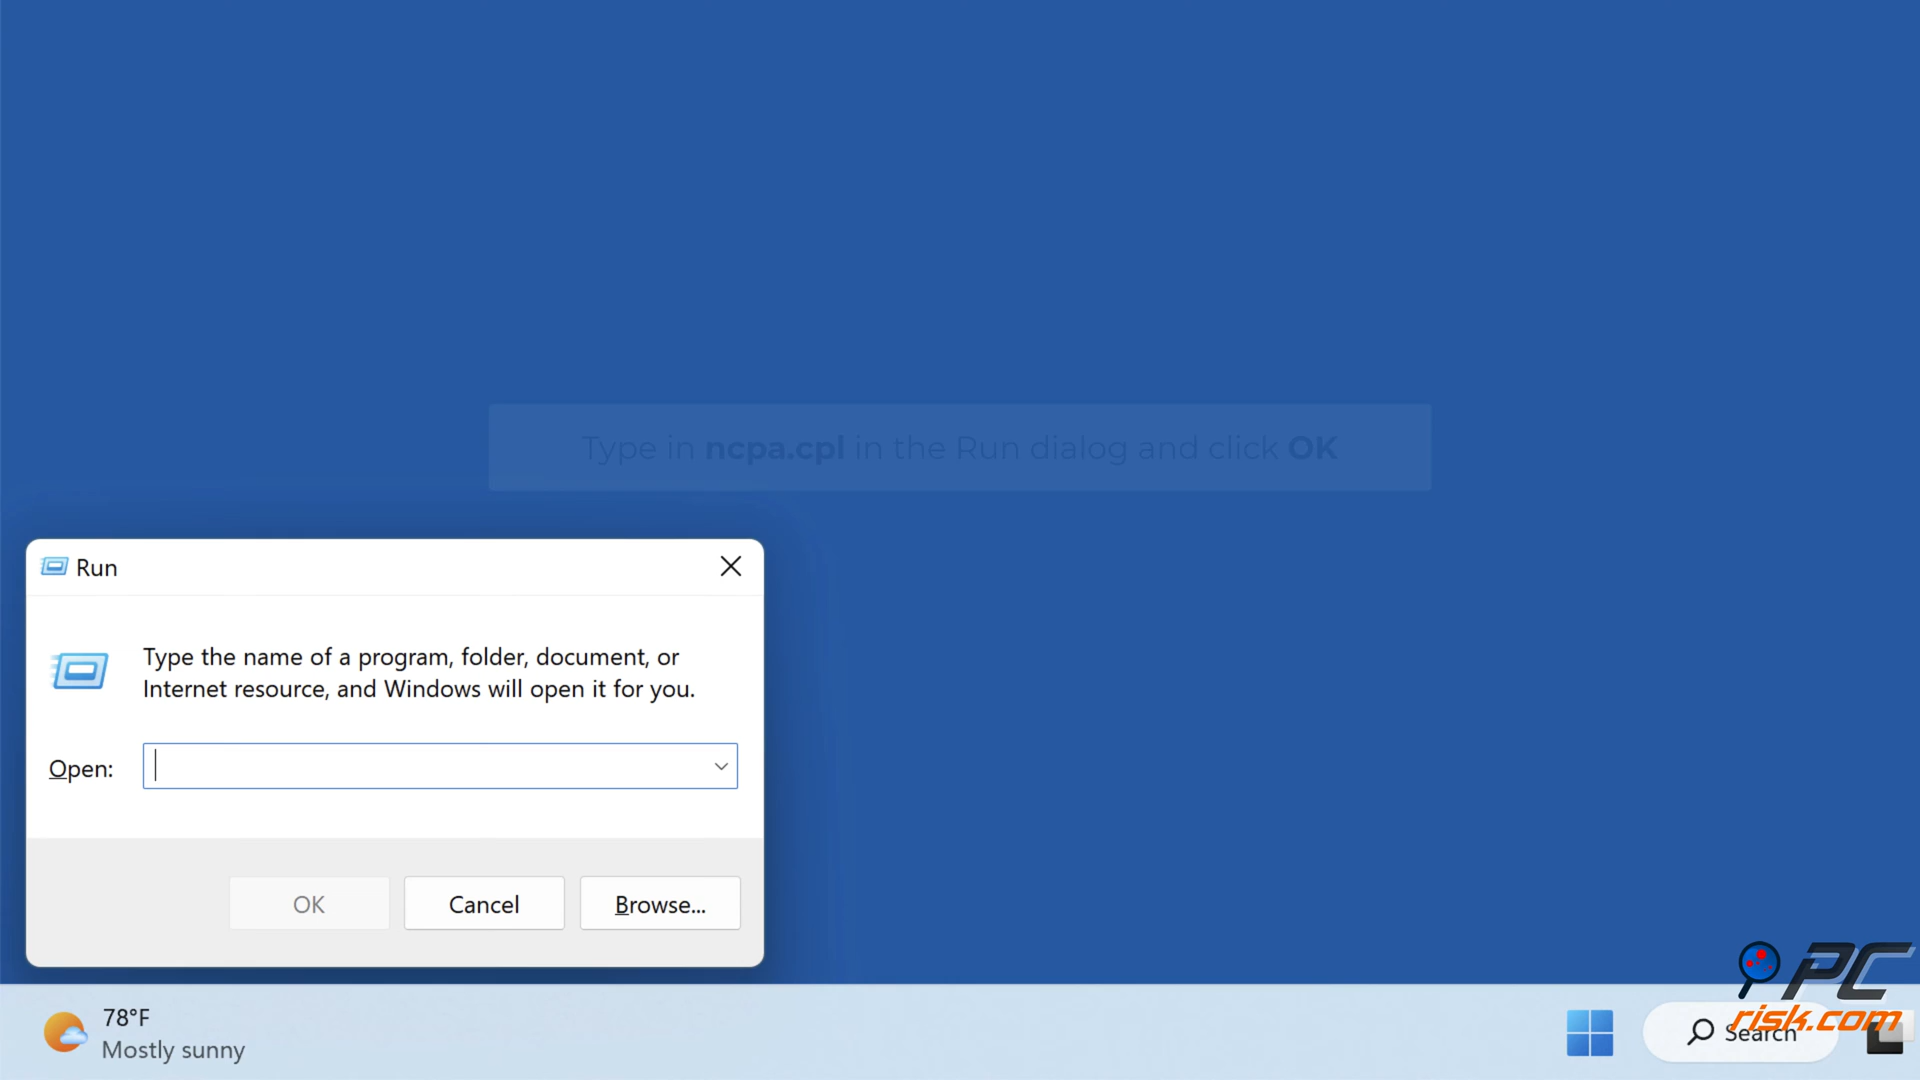 Type in ncpa.cpl in the Run dialog and click OK
Run
Type the name of a program, folder, document, or
Internet resource, and Windows will open it for you.
Open:
OK
Cancel
Browse...
78°F
Mostly sunny
Search
PC
risk.com